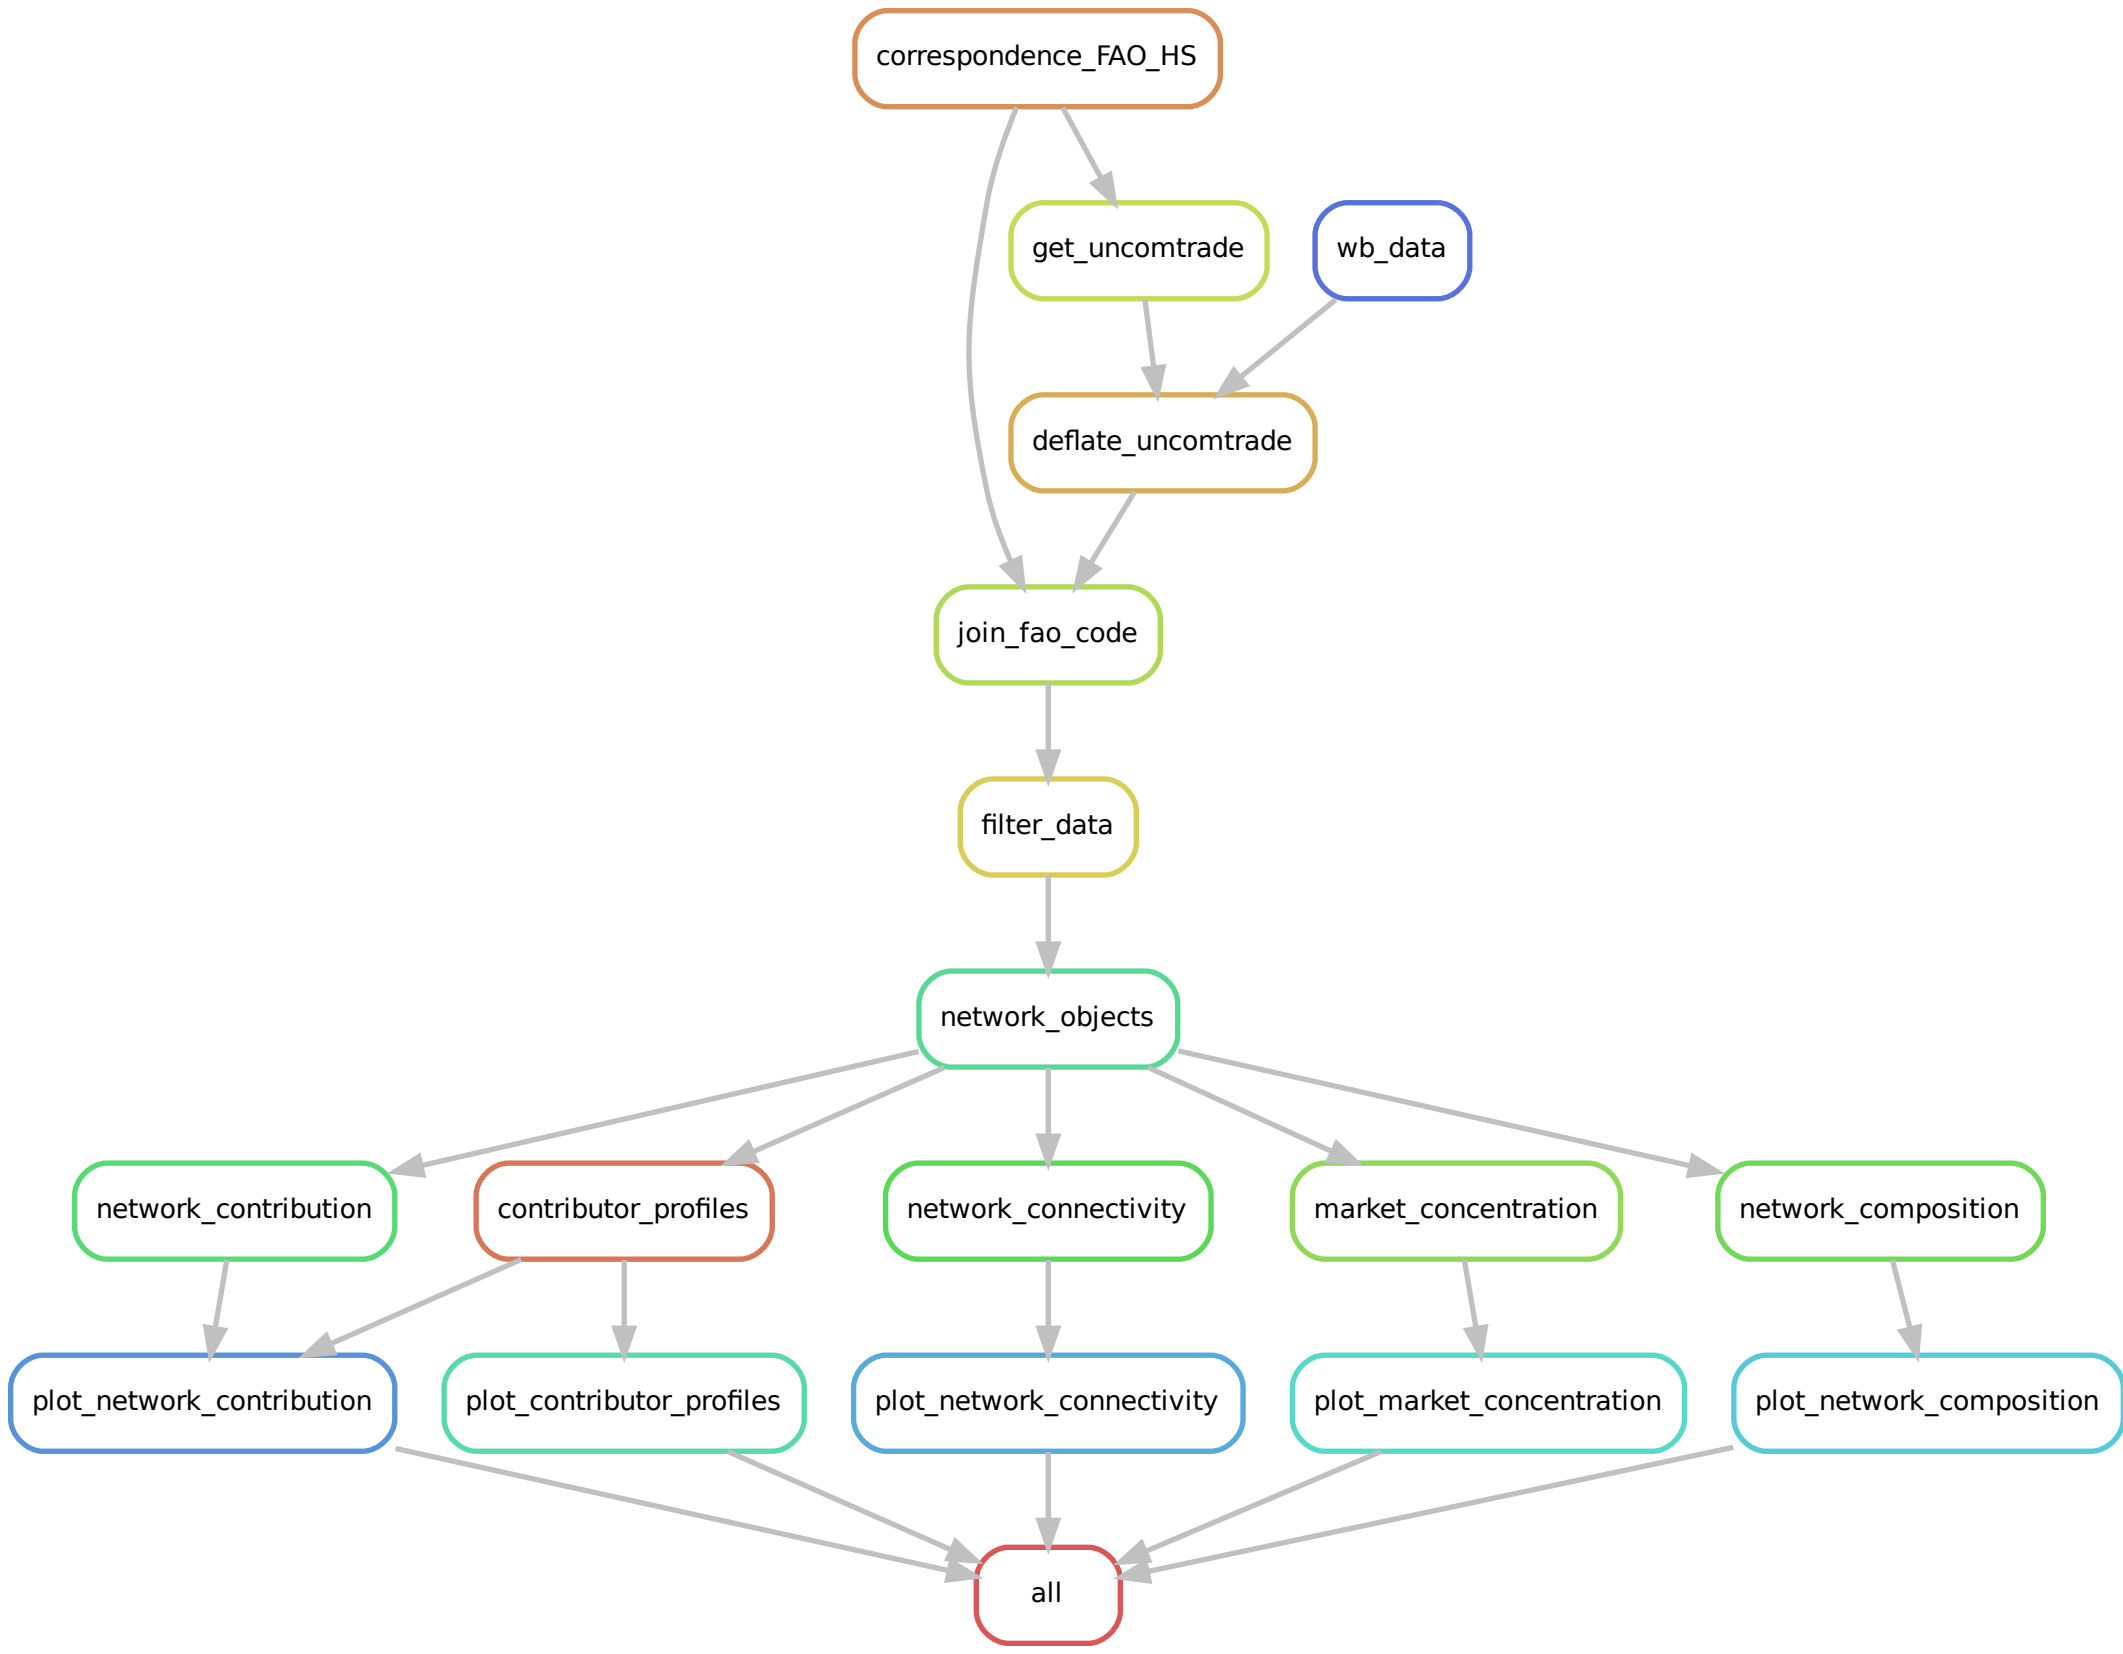 correspondence_FAO_HS
get_uncomtrade
wb_data
deflate_uncomtrade
join_fao_code
filter_data
network_objects
network_contribution
contributor_profiles
network_connectivity
market_concentration
network_composition
plot_network_contribution
plot_contributor_profiles
plot_network_connectivity
plot_market_concentration
plot_network_composition
all